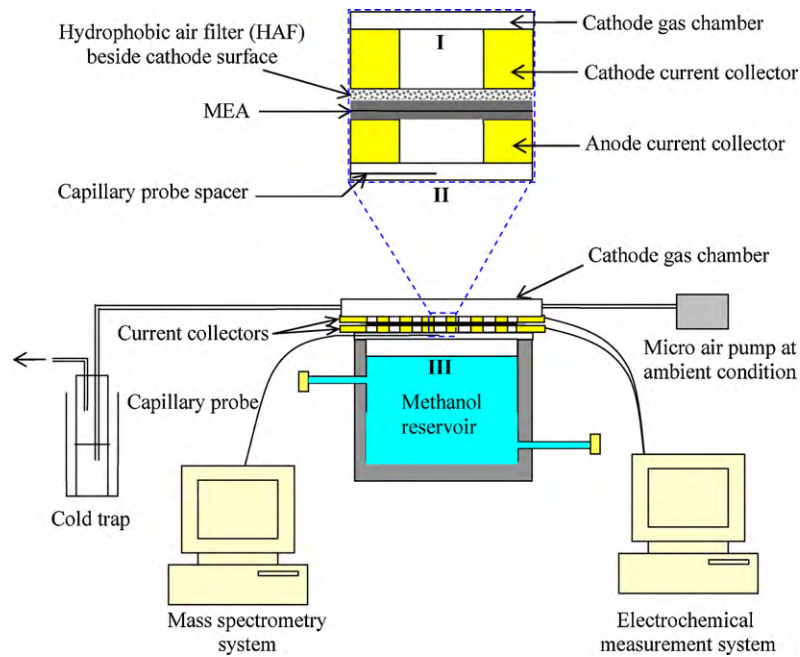 Hydrophobic air filter (HAF)
beside cathode surface
MEA
Capillary probe spacer
I
II
Cathode gas chamber
Cathode current collector
Anode current collector
Cathode gas chamber
Current collectors
Micro air pump at
ambient condition
III
Methanol
reservoir
Capillary probe
Cold trap
Mass spectrometry
system
Electrochemical
measurement system